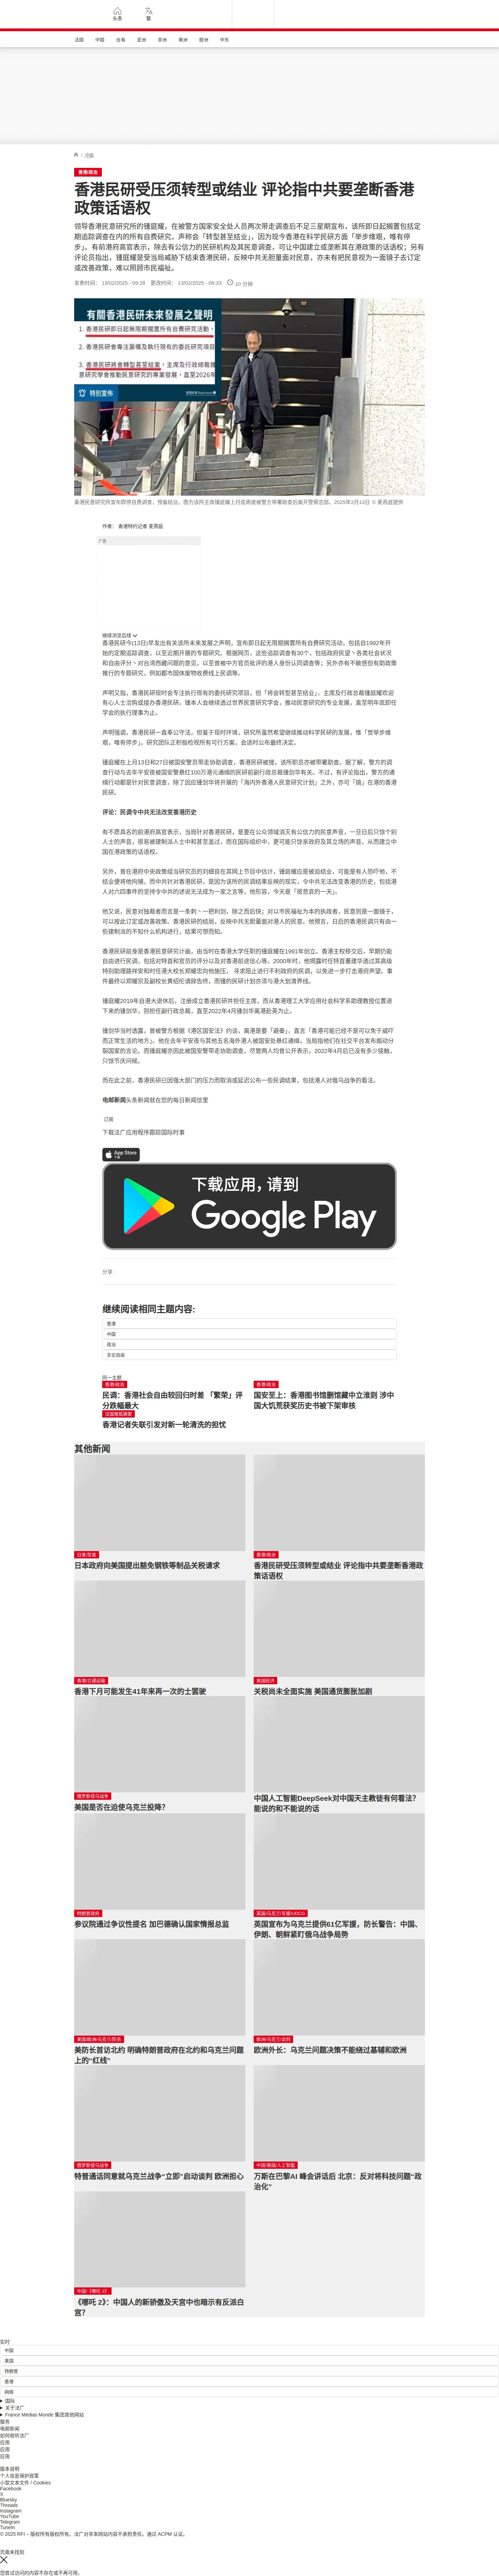 头条
繁
法国
中国
台海
亚洲
非洲
美洲
欧洲
中东
/ 中国
香港/政治
香港民研受压须转型或结业 评论指中共要垄断香港
政策话语权
领导香港民意研究所的锺庭耀，在被警方国家安全处人员两次带走调查后不足三星期宣布，该所即日起搁置包括定
期追踪调查在内的所有自费研究，声称会「转型甚至结业」，因为现今香港在科学民研方面「举步维艰，唯有停
步」。有前港府高官表示，除去有公信力的民研机构及其民意调查，可让中国建立或垄断其在港政策的话语权；另有
评论员指出，锺庭耀是受当局威胁下结束香港民研，反映中共无胆量面对民意，亦未有把民意视为一面镜子去订定
或改善政策，难以照顾市民福祉。
发表时间： 13/02/2025 - 09:28 更改时间： 13/02/2025 - 09:33 10 分钟
有關香港民研未來發展之聲明
1. 香港民研即日起無限期擱置所有自費研究活動，
2. 香港民研將會專注籌備及執行現有的委託研究項目
3. 香港民研將會轉型甚至結業，主席及行政總裁鍾
特別宣佈
香港民意研究所宣布即停自费调查、预备结业。图为该所主席锺庭耀上月底再度被警方带署助查后离开警察总部。2025年2月13日 © 麦燕庭提供
作者： 香港特约记者 麦燕庭
广告
继续浏览后续
香港民研今(13日)早发出有关该所未来发展之声明，宣布即日起无限期搁置所有自费研究活动，包括自1992年开
始的定期追踪调查，以至近期开展的专题研究。根据网页，这些追踪调查有30个，包括政府民望丶各类社会状况
和自由评分丶对台湾西藏问题的意见，以至曾被中方官员批评的港人身份认同调查等；另外亦有不敏感但有助政策
推行的专题研究，例如都市固体废物收费线上民调等。
声明又指，香港民研现时会专注执行现有的委托研究项目，但「将会转型甚至结业」，主席及行政总裁锺庭耀欢迎
有心人士洽购或接办香港民研。锺本人会继续透过世界民意研究学会，推动民意研究的专业发展，直至明年底卸任
学会的执行理事为止。
声明强调，香港民研一直奉公守法，但鉴于现时环境，研究所虽然希望继续推动科学民研的发展，惟「觉举步维
艰，唯有停步」，研究团队正积极检视所有可行方案，会适时公布最终决定。
锺庭耀在上月13日和27日被国安警员带走协助调查，香港民研被搜，该所职员亦被带署助查。据了解，警方的调
查行动与去年平安夜被国安警悬红100万港元通缉的民研前副行政总裁锺剑华有关。不过，有评论指出，警方的通
缉行动都是针对民意调查，除了因应锺剑华将开展的「海内外香港人民意研究计划」之外，亦可「搞」在港的香港
民研。
评论：民调令中共无法改变香港历史
有不愿具名的前港府高官表示，当局针对香港民研，是要在公众领域消灭有公信力的民意声音，一旦日后只馀个别
人士的声音，很易被建制派人士中和甚至盖过，而在国际组织中，更可能只馀亲政府及其立场的声音，从而建立中
国在港政策的话语权。
另外，曾在港府中央政策组当研究员的刘细良在其网上节目中估计，锺庭耀应是被迫结业，可能是有人恐吓他，不
结业便将他拘捕。而中共针对香港民研，是因为该所的民调结果反映的现实，令中共无法改变香港的历史，包括港
人对六四事件的坚持令中共的述说无法成为一家之言等，他形容，今天是「很悲哀的一天」。
他又说，民意对独裁者而言是一条刺丶一把利剑，除之而后快；对以市民福祉为本的执政者，民意则是一面镜子，
可以按此订定或改善政策。香港民研的结局，反映中共无胆量面对港人的民意。他预言，日后的香港民调只有由一
些建制派的不知什么机构进行，结果可想而知。
香港民研前身是香港民意研究计画，由当时在香港大学任职的锺庭耀在1991年创立。香港主权移交后，早期仍能
自由进行民调，包括对特首和官员的评分以及对香港前途信心等。2000年时，他揭露时任特首董建华透过其高级
特别助理路祥安和时任港大校长郑耀宗向他施压， 寻求阻止进行不利政府的民调，以免进一步打击港府声望。事
件最终以郑耀宗及副校长黄绍伦请辞告终，而锺的民研计划亦须与港大划清界线。
锺庭耀2019年自港大退休后，注册成立香港民研并担任主席，而从香港理工大学应用社会科学系助理教授位置退
下来的锺剑华，则担任副行政总裁，直至2022年4月锺剑华离港赴英为止。
锺剑华当时透露，曾被警方根据《港区国安法》约谈，离港是要「避秦」，直言「香港可能已经不是可以免于威吓
而正常生活的地方」。他在去年平安夜与其他五名海外港人被国安处悬红通缉，当局指他们在社交平台发布煽动分
裂国家的言论。而锺庭耀亦因此被国安警带走协助调查，尽管两人均曾公开表示，2022年4月后已没有多少接触，
只馀节庆问候。
而在此之前，香港民研已因强大部门的压力而取消或延迟公布一些民调结果，包括港人对俄乌战争的看法。
电邮新闻头条新闻就在您的每日新闻信里
订阅
下载法广应用程序跟踪国际时事
App Store
下载应用，请到
Google Play
分享 :
继续阅读相同主题内容:
香港
中国
政治
言论自由
同一主题
香港/政治
民调：香港社会自由较回归时差 「繁荣」评
分跌幅最大
香港/政治
国安至上：香港图书馆删馆藏中立准则 涉中
国大饥荒获奖历史书被下架审核
法国报纸摘要
香港记者失联引发对新一轮清洗的担忧
其他新闻
日美/贸易
日本政府向美国提出豁免钢铁等制品关税请求
香港/政治
香港民研受压须转型或结业 评论指中共要垄断香港政
策话语权
香港/交通运输
香港下月可能发生41年来再一次的士罢驶
美国经济
关税尚未全面实施 美国通货膨胀加剧
俄罗斯侵乌战争
美国是否在迫使乌克兰投降？
中国人工智能DeepSeek对中国天主教徒有何看法？
能说的和不能说的话
特朗普政府
参议院通过争议性提名 加巴德确认国家情报总监
英国/乌克兰/军援/UDCG
英国宣布为乌克兰提供61亿军援，防长警告：中国、
伊朗、朝鲜紧盯俄乌战争局势
美国/欧洲/乌克兰/防务
美防长首访北约 明确特朗普政府在北约和乌克兰问题
上的“红线”
欧洲/乌克兰/谈判
欧洲外长：乌克兰问题决策不能绕过基辅和欧洲
俄罗斯侵乌战争
特普通话同意就乌克兰战争“立即”启动谈判 欧洲担心
中国/美国/人工智能
万斯在巴黎AI 峰会讲话后 北京：反对将科技问题“政
治化”
中国/《哪吒 2》
《哪吒 2》：中国人的新骄傲及天宫中也暗示有反派白
宫？
实时
中国
美国
特朗普
香港
网络
国际
关于法广
France Médias Monde 集团其他网站
服务
电邮新闻
如何收听法广
应用
应用
应用
版本说明
个人信息保护政策
小型文本文件 / Cookies
Facebook
X
Bluesky
Threads
Instagram
YouTube
Telegram
TuneIn
© 2025 RFI – 版权所有版权所有。法广对非本网站内容不承担责任。通过 ACPM 认证。
页面未找到
您尝试访问的内容不存在或不再可用。